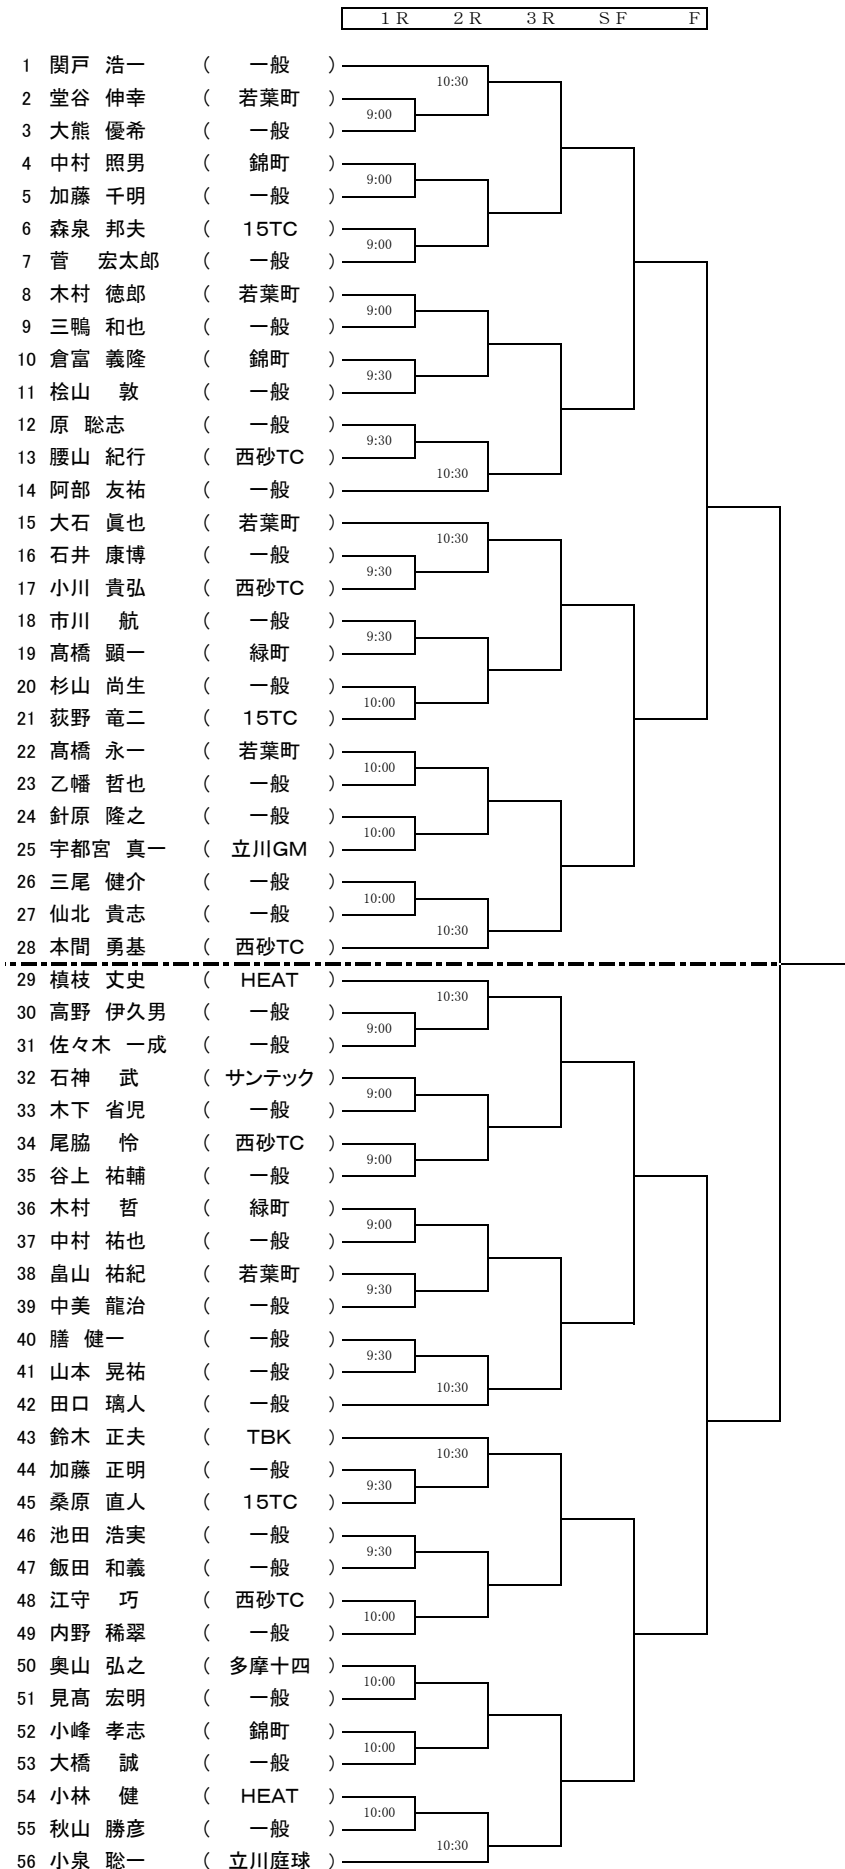 1R 2R 3R SF F
1 関戸 浩一 ( 一般 )
10:30
2 堂谷 伸幸 ( 若葉町 )
9:00
3 大熊 優希 ( 一般 )
4 中村 照男 ( 錦町 )
9:00
5 加藤 千明 ( 一般 )
6 森泉 邦夫 ( 15TC )
9:00
7 菅 宏太郎 ( 一般 )
8 木村 徳郎 ( 若葉町 )
9:00
9 三鴨 和也 ( 一般 )
10 倉富 義隆 ( 錦町 )
9:30
11 桧山 敦 ( 一般 )
12 原 聡志 ( 一般 )
9:30
13 腰山 紀行 ( 西砂TC )
10:30
14 阿部 友祐 ( 一般 )
15 大石 眞也 ( 若葉町 )
10:30
16 石井 康博 ( 一般 )
9:30
17 小川 貴弘 ( 西砂TC )
18 市川 航 ( 一般 )
9:30
19 髙橋 顕一 ( 緑町 )
20 杉山 尚生 ( 一般 )
10:00
21 荻野 竜二 ( 15TC )
22 髙橋 永一 ( 若葉町 )
10:00
23 乙幡 哲也 ( 一般 )
24 針原 隆之 ( 一般 )
10:00
25 宇都宮 真一 ( 立川GM )
26 三尾 健介 ( 一般 )
10:00
27 仙北 貴志 ( 一般 )
10:30
28 本間 勇基 ( 西砂TC )
29 槙枝 丈史 ( HEAT )
10:30
30 高野 伊久男 ( 一般 )
9:00
31 佐々木 一成 ( 一般 )
32 石神 武 ( サンテック )
9:00
33 木下 省児 ( 一般 )
34 尾脇 怜 ( 西砂TC )
9:00
35 谷上 祐輔 ( 一般 )
36 木村 哲 ( 緑町 )
9:00
37 中村 祐也 ( 一般 )
38 畠山 祐紀 ( 若葉町 )
9:30
39 中美 龍治 ( 一般 )
40 膳 健一 ( 一般 )
9:30
41 山本 晃祐 ( 一般 )
10:30
42 田口 璃人 ( 一般 )
43 鈴木 正夫 ( TBK )
10:30
44 加藤 正明 ( 一般 )
9:30
45 桑原 直人 ( 15TC )
46 池田 浩実 ( 一般 )
9:30
47 飯田 和義 ( 一般 )
48 江守 巧 ( 西砂TC )
10:00
49 内野 稀翠 ( 一般 )
50 奥山 弘之 ( 多摩十四 )
10:00
51 見髙 宏明 ( 一般 )
52 小峰 孝志 ( 錦町 )
10:00
53 大橋 誠 ( 一般 )
54 小林 健 ( HEAT )
10:00
55 秋山 勝彦 ( 一般 )
10:30
56 小泉 聡一 ( 立川庭球 )